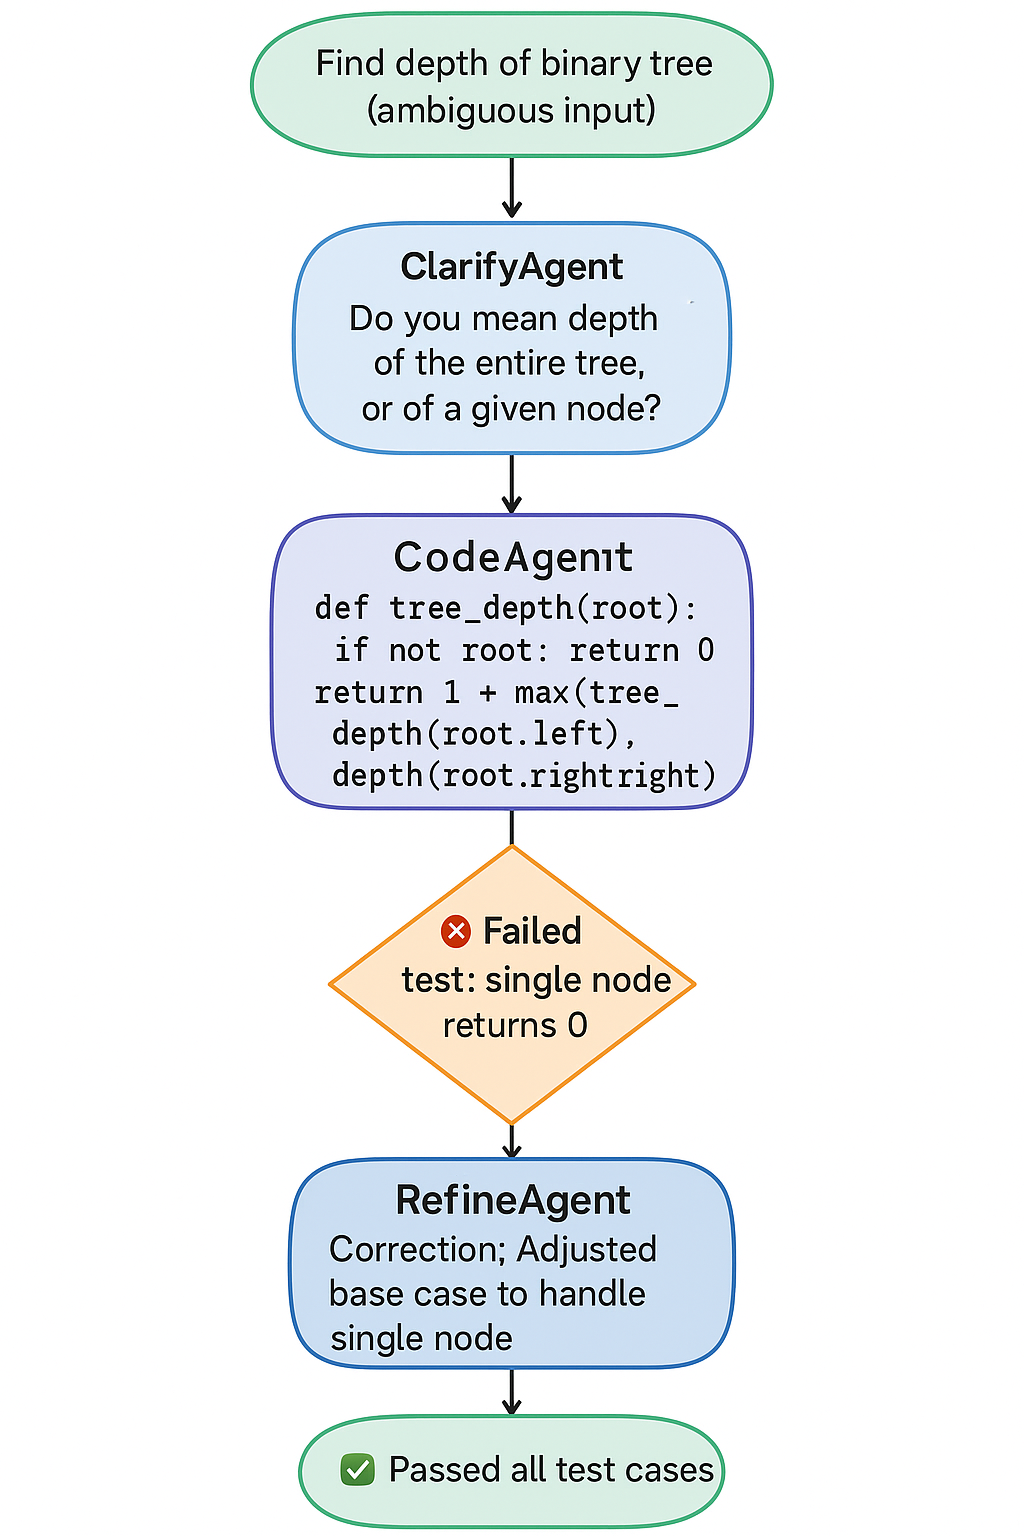 Find depth of binary tree
(ambiguous input)
ClarifyAgent
Do you mean depth
of the entire tree,
or of a given node?
CodeAgenıt
def tree_depth(root):
if not root: return 0
return 1 + max(tree_
depth(root.left),
depth(root.rightright)
❌ Failed
test: single node
returns 0
RefineAgent
Correction; Adjusted
base case to handle
single node
✅ Passed all test cases